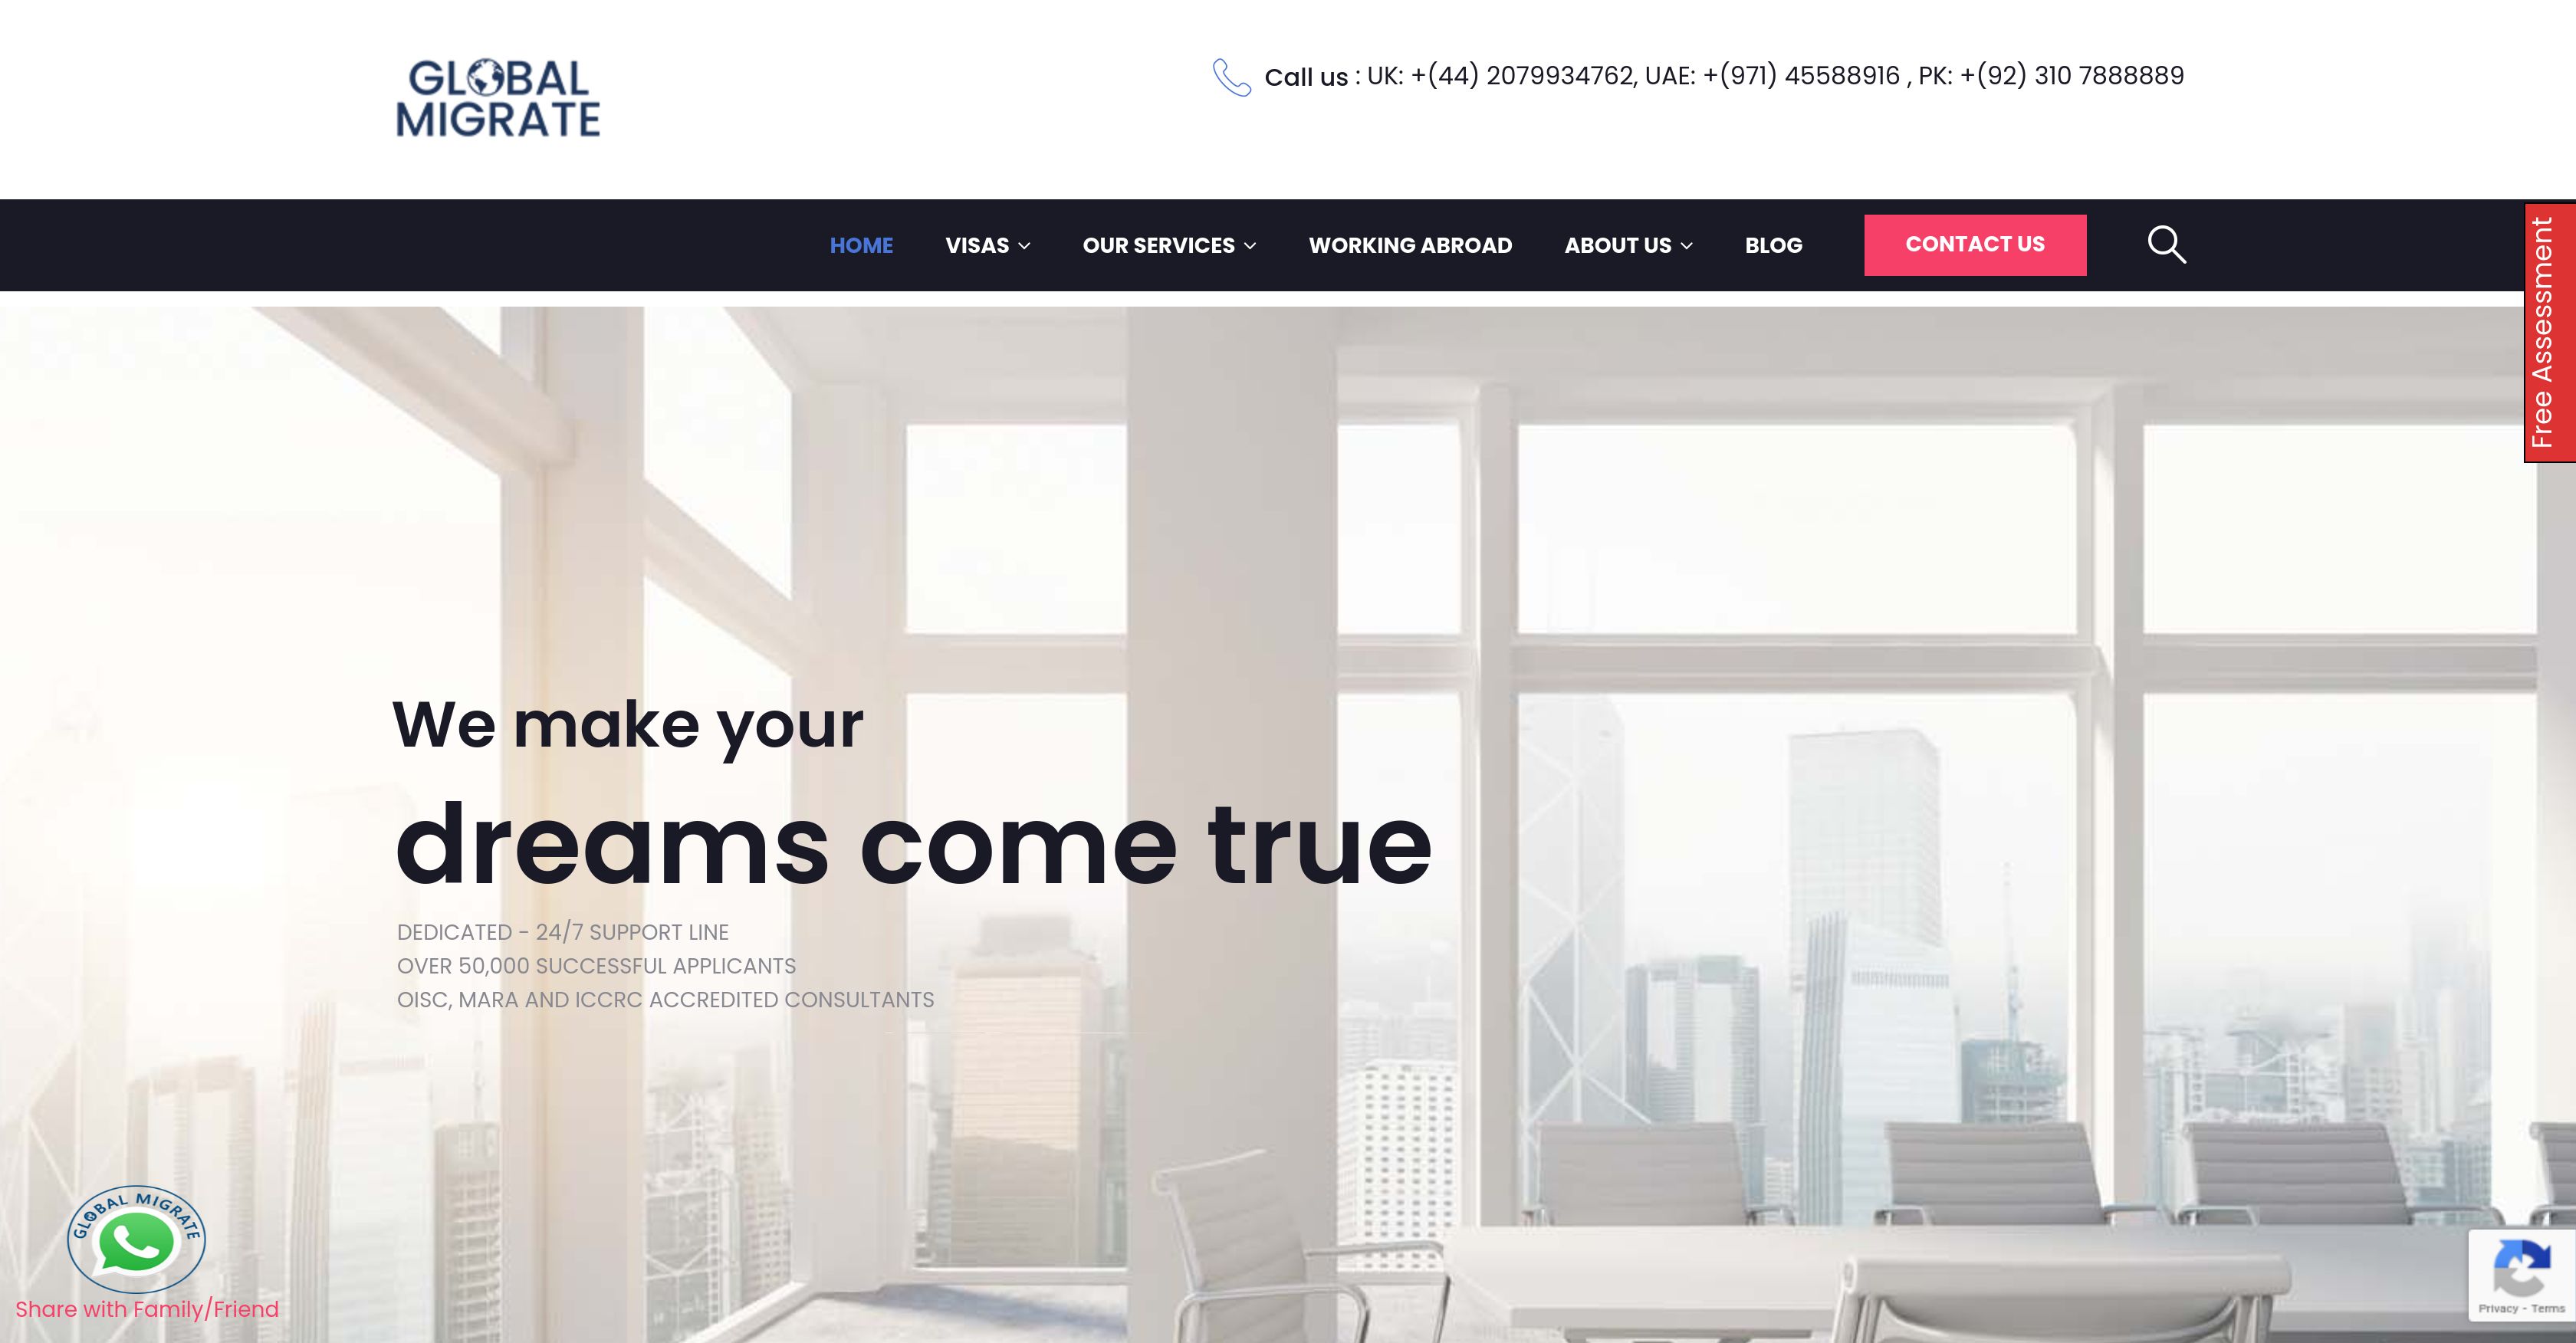 GLOBAL
MIGRATE
Call us : UK: +(44) 2079934762, UAE: +(971) 45588916 , PK: +(92) 310 7888889
HOME VISAS OUR SERVICES WORKING ABROAD ABOUT US BLOG CONTACT US
Free Assessment
We make your
dreams come true
DEDICATED - 24/7 SUPPORT LINE
OVER 50,000 SUCCESSFUL APPLICANTS
OISC, MARA AND ICCRC ACCREDITED CONSULTANTS
GLOBAL MIGRATE
Share with Family/Friend
Privacy - Terms